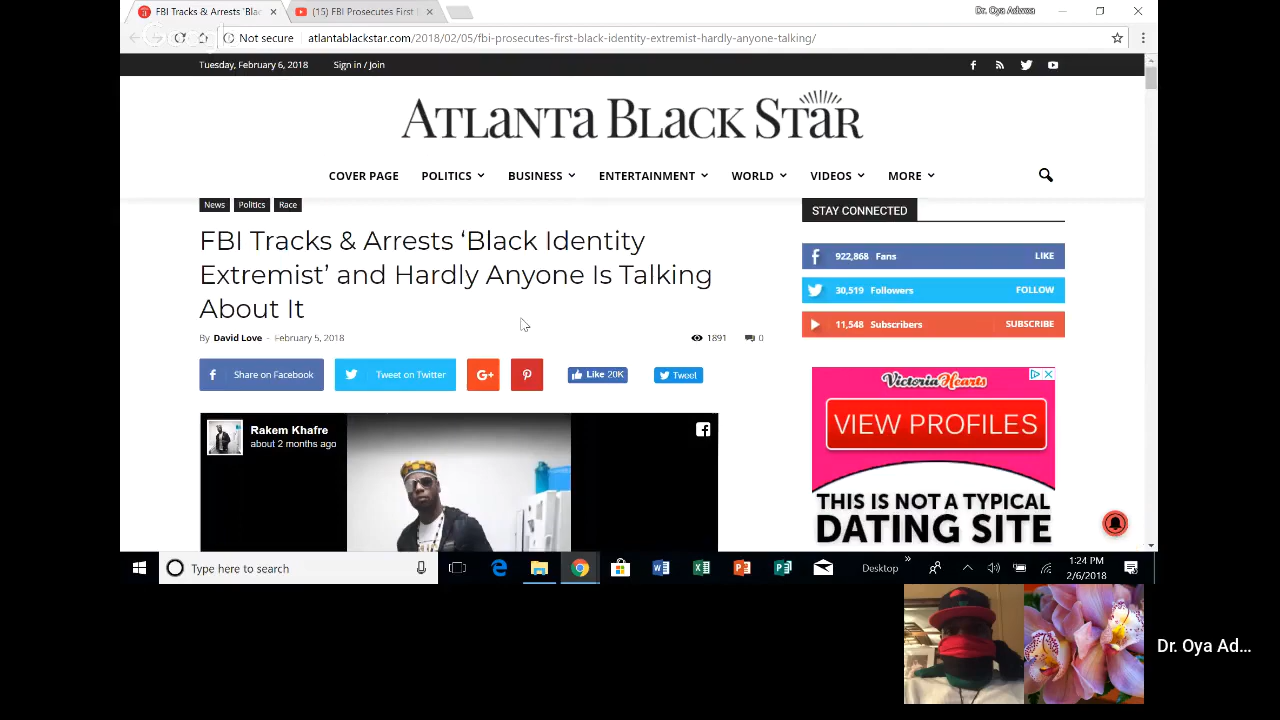 FBI Tracks & Arrests 'Blac
(15) FBI Prosecutes First
Dr. Oya Advoca
Not secure
atlantablackstar.com/2018/02/05/fbi-prosecutes-first-black-identity-extremist-hardly-anyone-talking/
Tuesday, February 6, 2018
Sign in / Join
ATLANTA BLACK STAR
COVER PAGE
POLITICS
BUSINESS
ENTERTAINMENT
WORLD
VIDEOS
MORE
News
Politics
Race
FBI Tracks & Arrests ‘Black Identity
Extremist’ and Hardly Anyone Is Talking
About It
By David Love - February 5, 2018
1891
0
Share on Facebook
Tweet on Twitter
G+
Like 20K
Tweet
Rakem Khafre
about 2 months ago
STAY CONNECTED
922,868 Fans
LIKE
30,519 Followers
FOLLOW
11,548 Subscribers
SUBSCRIBE
Victoria Hearts
VIEW PROFILES
THIS IS NOT A TYPICAL
DATING SITE
Type here to search
Desktop
1:24 PM
2/6/2018
Dr. Oya Ad...